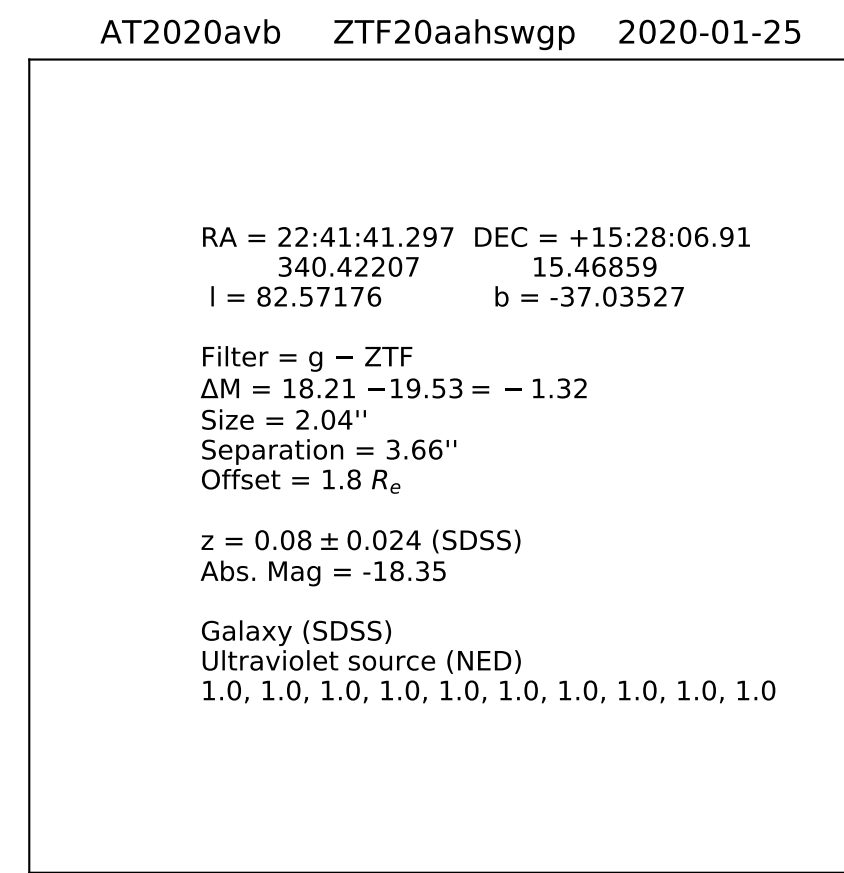 AT2020avb ZTF20aahswgp 2020-01-25
RA = 22:41:41.297 DEC = +15:28:06.91
340.42207 15.46859
l = 82.57176 b = -37.03527
Filter = g − ZTF
ΔM = 18.21 −19.53 = − 1.32
Size = 2.04''
Separation = 3.66''
Offset = 1.8 Rₑ
z = 0.08 ± 0.024 (SDSS)
Abs. Mag = -18.35
Galaxy (SDSS)
Ultraviolet source (NED)
1.0, 1.0, 1.0, 1.0, 1.0, 1.0, 1.0, 1.0, 1.0, 1.0